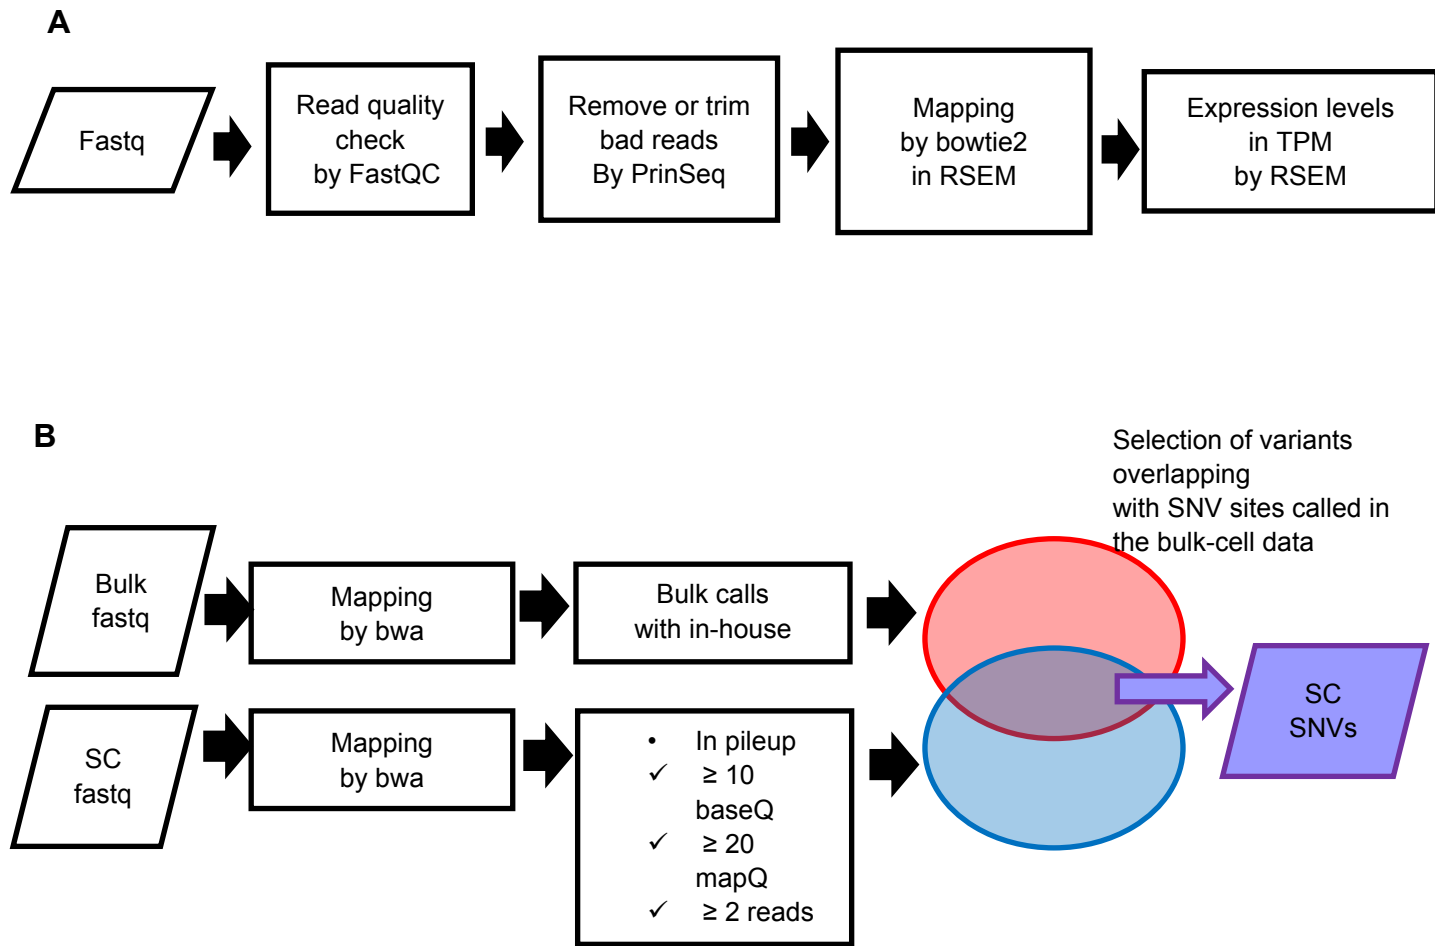 A
Fastq
Read quality
check
by FastQC
Remove or trim
bad reads
By PrinSeq
Mapping
by bowtie2
in RSEM
Expression levels
in TPM
by RSEM
B
Selection of variants
overlapping
with SNV sites called in
the bulk-cell data
Bulk
fastq
Mapping
by bwa
Bulk calls
with in-house
SC
fastq
Mapping
by bwa
• In pileup
✓ ≥ 10
baseQ
✓ ≥ 20
mapQ
✓ ≥ 2 reads
SC
SNVs